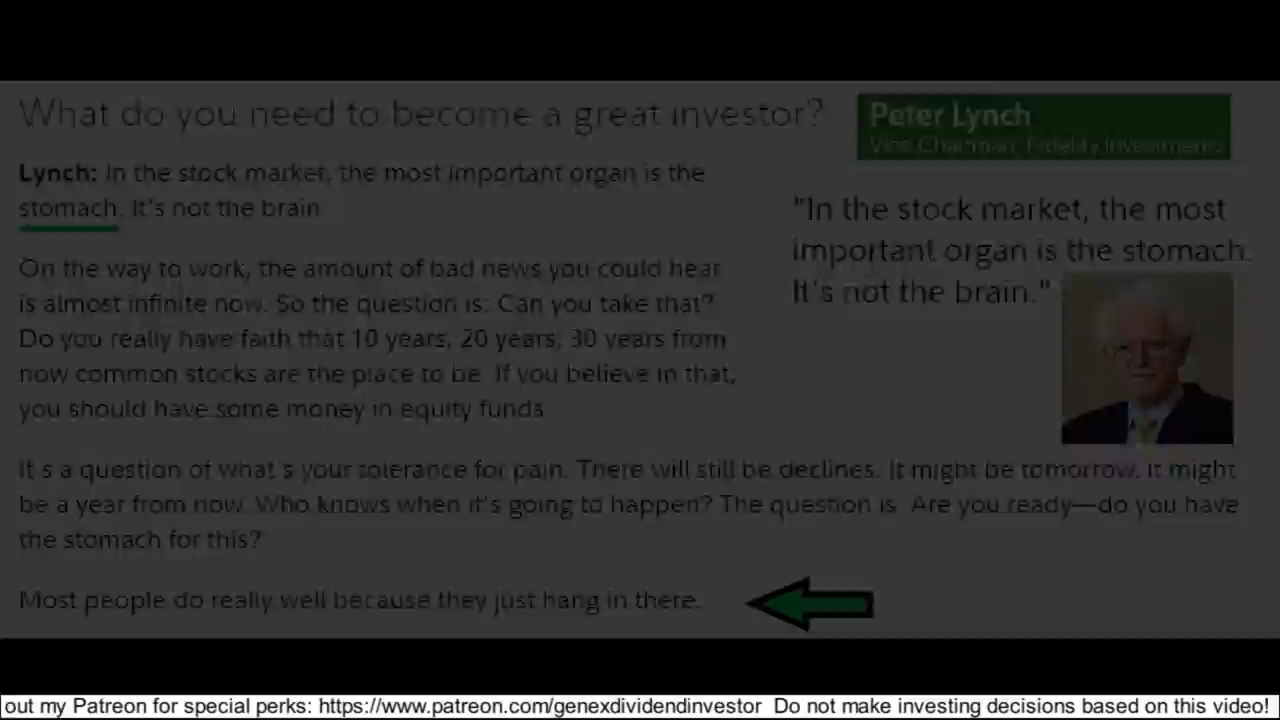 What do you need to become a great investor?
Peter Lynch
Vice Chairman, Fidelity Investments
Lynch: In the stock market, the most important organ is the
stomach. It's not the brain
"In the stock market, the most
important organ is the stomach.
It's not the brain."
On the way to work, the amount of bad news you could hear
is almost infinite now. So the question is: Can you take that?
Do you really have faith that 10 years, 20 years, 30 years from
now common stocks are the place to be. If you believe in that,
you should have some money in equity funds
It's a question of what's your tolerance for pain. There will still be declines. It might be tomorrow. It might
be a year from now. Who knows when it's going to happen? The question is: Are you ready—do you have
the stomach for this?
Most people do really well because they just hang in there.
out my Patreon for special perks: https://www.patreon.com/genexdividendinvestor Do not make investing decisions based on this video!